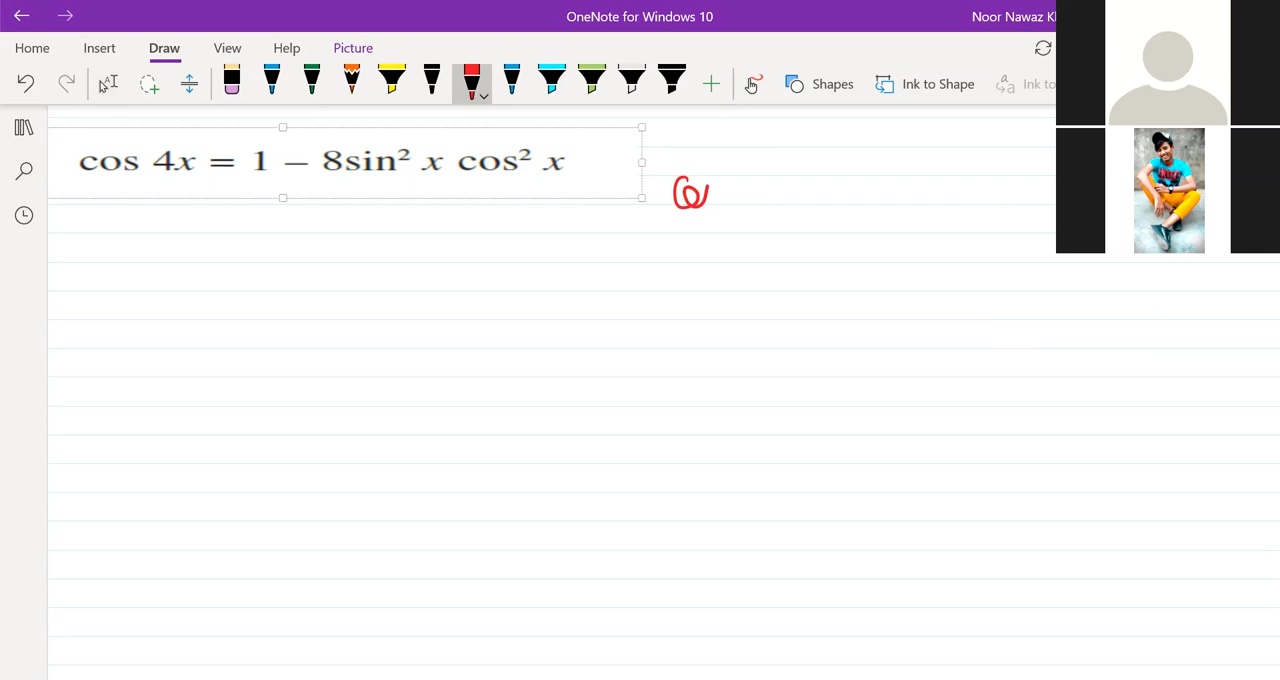 OneNote for Windows 10
Noor Nawaz Kl
Home Insert Draw View Help Picture
Shapes Ink to Shape Ink to
cos 4x = 1 − 8sin² x cos² x